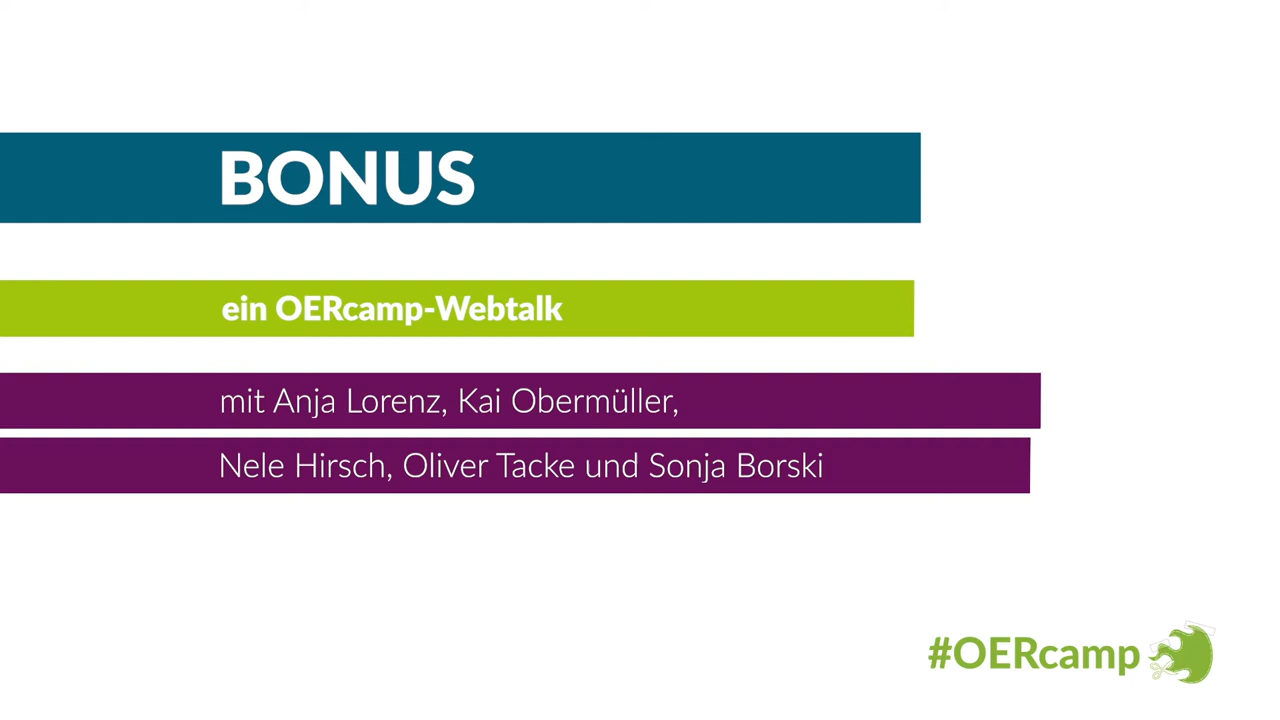 BONUS
ein OERcamp-Webtalk
mit Anja Lorenz, Kai Obermüller,
Nele Hirsch, Oliver Tacke und Sonja Borski
#OERcamp